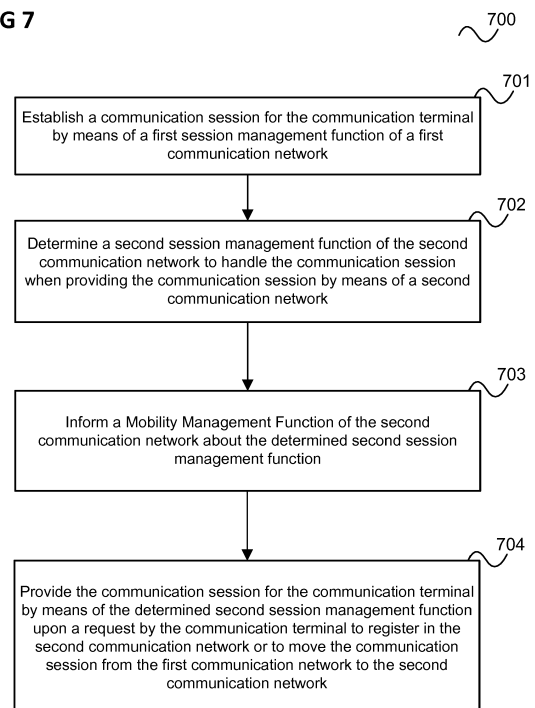 G 7
700
701
Establish a communication session for the communication terminal
by means of a first session management function of a first
communication network
702
Determine a second session management function of the second
communication network to handle the communication session
when providing the communication session by means of a second
communication network
703
Inform a Mobility Management Function of the second
communication network about the determined second session
management function
704
Provide the communication session for the communication terminal
by means of the determined second session management function
upon a request by the communication terminal to register in the
second communication network or to move the communication
session from the first communication network to the second
communication network